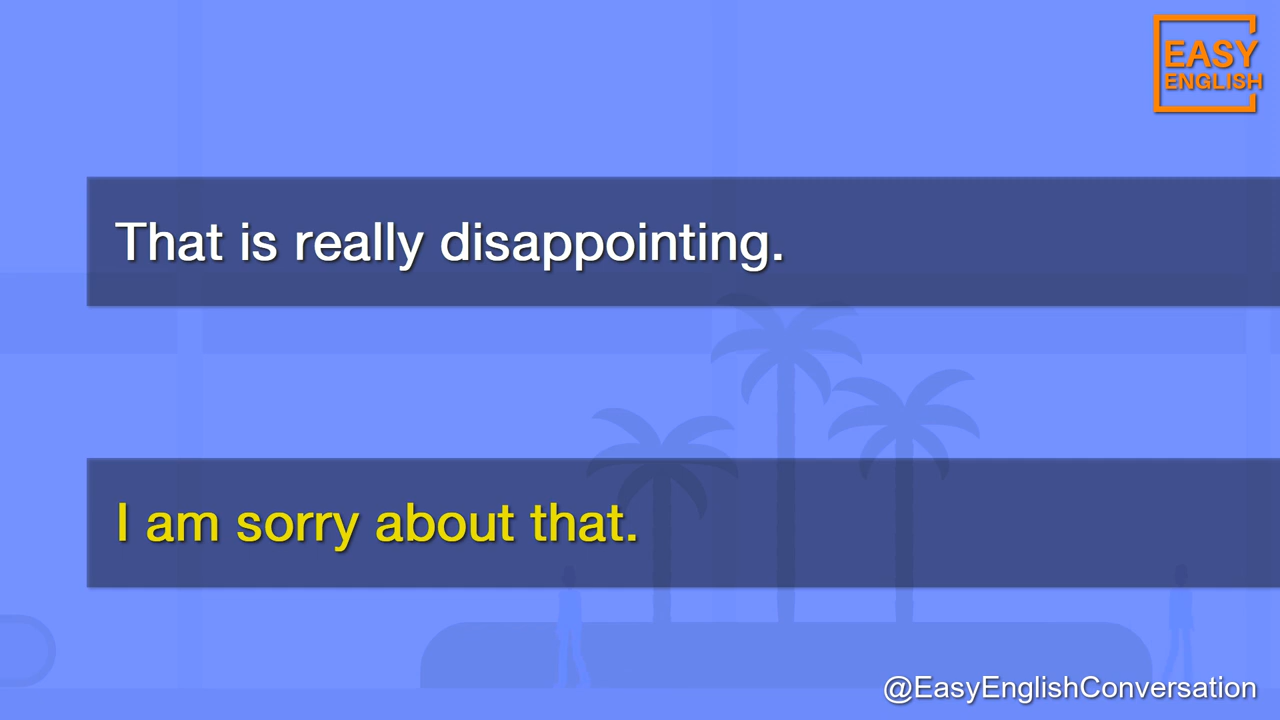 EASY
ENGLISH
That is really disappointing.
I am sorry about that.
@EasyEnglishConversation